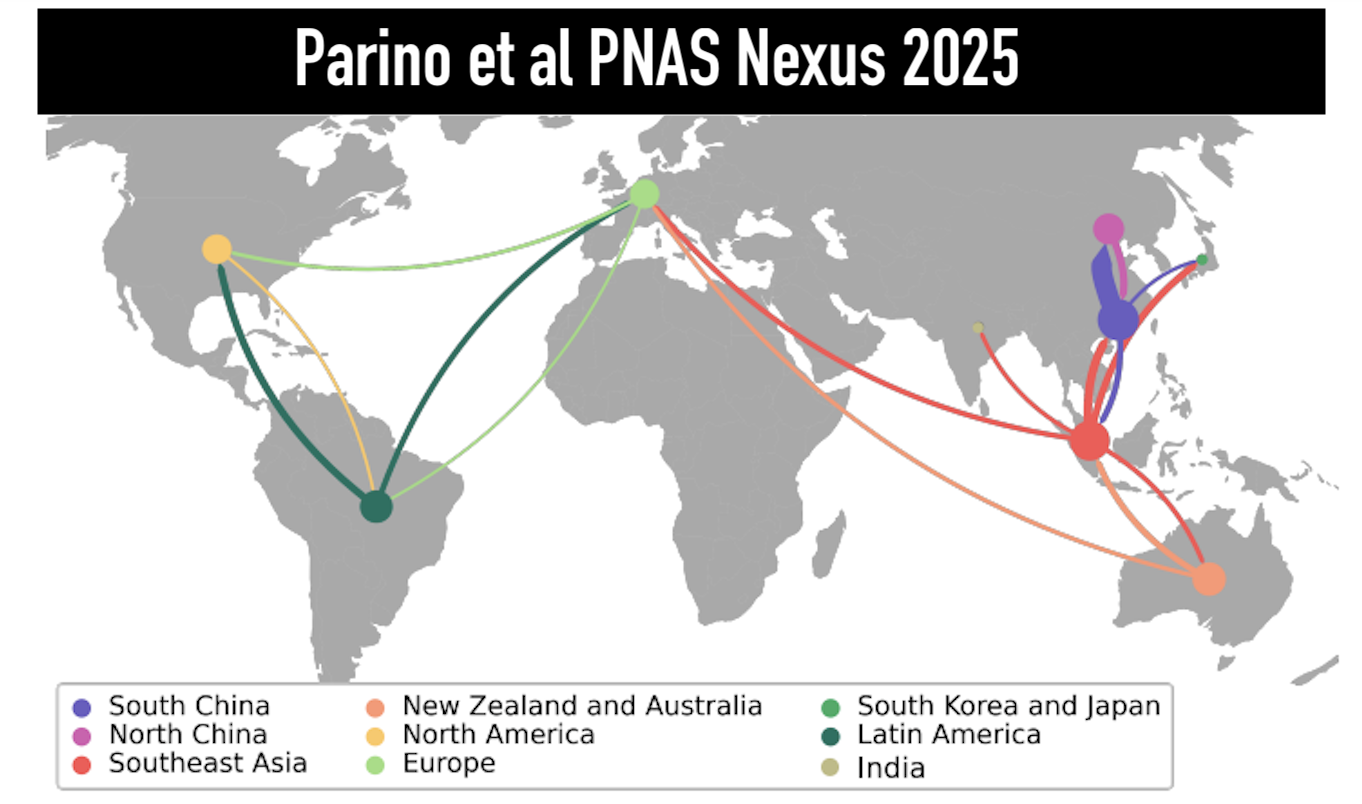 Parino et al PNAS Nexus 2025
South China
North China
Southeast Asia
New Zealand and Australia
North America
Europe
South Korea and Japan
Latin America
India